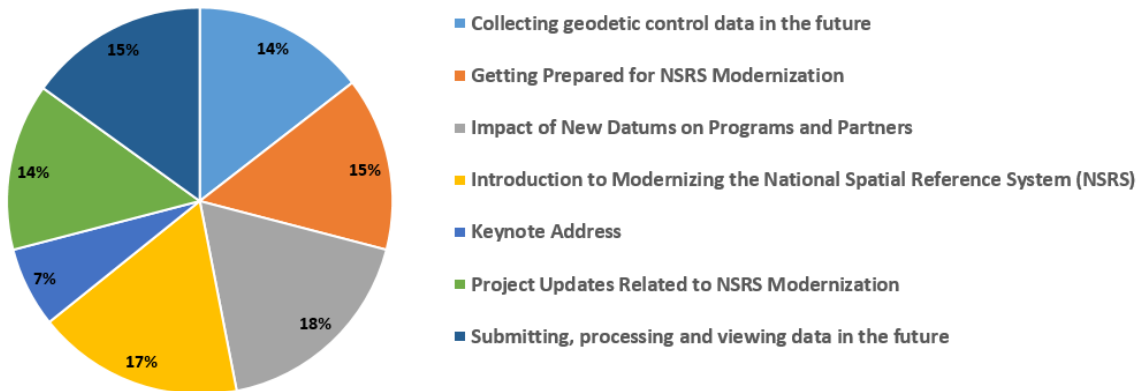 14%
15%
18%
17%
7%
14%
15%
Collecting geodetic control data in the future
Getting Prepared for NSRS Modernization
Impact of New Datums on Programs and Partners
Introduction to Modernizing the National Spatial Reference System (NSRS)
Keynote Address
Project Updates Related to NSRS Modernization
Submitting, processing and viewing data in the future